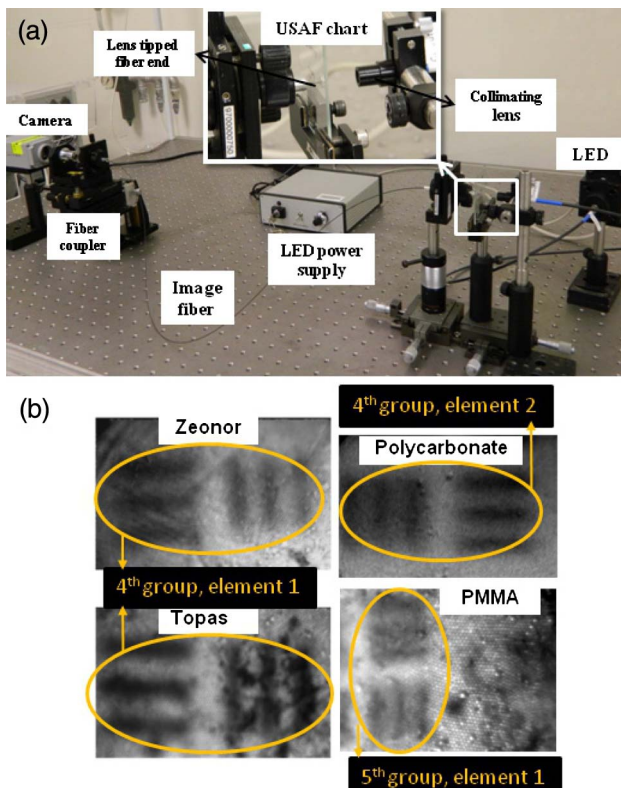 (a)
USAF chart
Lens tipped
fiber end
Collimating
lens
Camera
LED
Fiber
coupler
LED power
supply
Image
fiber
(b)
4th group, element 2
Zeonor
Polycarbonate
4th group, element 1
Topas
PMMA
5th group, element 1